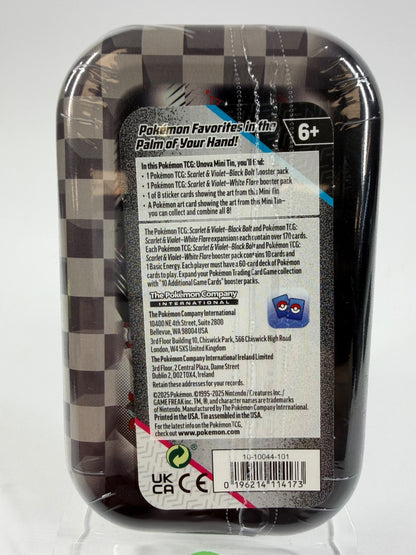 Pokémon Favorites in the
Palm of Your Hand!
6+
In this Pokémon TCG: Unova Mini Tin, you'll find:
• 1 Pokémon TCG: Scarlet & Violet—Black Bolt booster pack
• 1 Pokémon TCG: Scarlet & Violet—White Flare booster pack
• 1 of 8 sticker cards showing the art from this Mini Tin
• A Pokémon art card showing the art from this Mini Tin—
you can collect and combine all 8!
The Pokémon TCG: Scarlet & Violet—Black Bolt and Pokémon TCG:
Scarlet & Violet—White Flare expansions each contain over 170 cards.
Each Pokémon TCG: Scarlet & Violet—Black Bolt and Pokémon TCG:
Scarlet & Violet—White Flare booster pack contains 10 cards and
1 Basic Energy. Each player must have a 60-card deck of Pokémon
cards to play. Expand your Pokémon Trading Card Game collection
with "10 Additional Game Cards" booster packs.
The Pokémon Company
INTERNATIONAL
The Pokémon Company International
10400 NE 4th Street, Suite 2800
Bellevue, WA 98004 USA
3rd Floor Building 10, Chiswick Park, 566 Chiswick High Road
London, W4 5XS United Kingdom
The Pokémon Company International Ireland Limited
3rd Floor, 2 Central Plaza, Dame Street
Dublin 2, D02 T0X4, Ireland
Retain these addresses for your records.
©2025 Pokémon. ©1995–2025 Nintendo / Creatures Inc. /
GAME FREAK inc. TM, ®, and character names are trademarks
of Nintendo. Manufactured by The Pokémon Company International.
Printed in the USA. Tin assembled in the USA.
For the latest info on the Pokémon TCG,
check out www.pokemon.com
UK
CA CE
10-10044-101
0 196214 114173